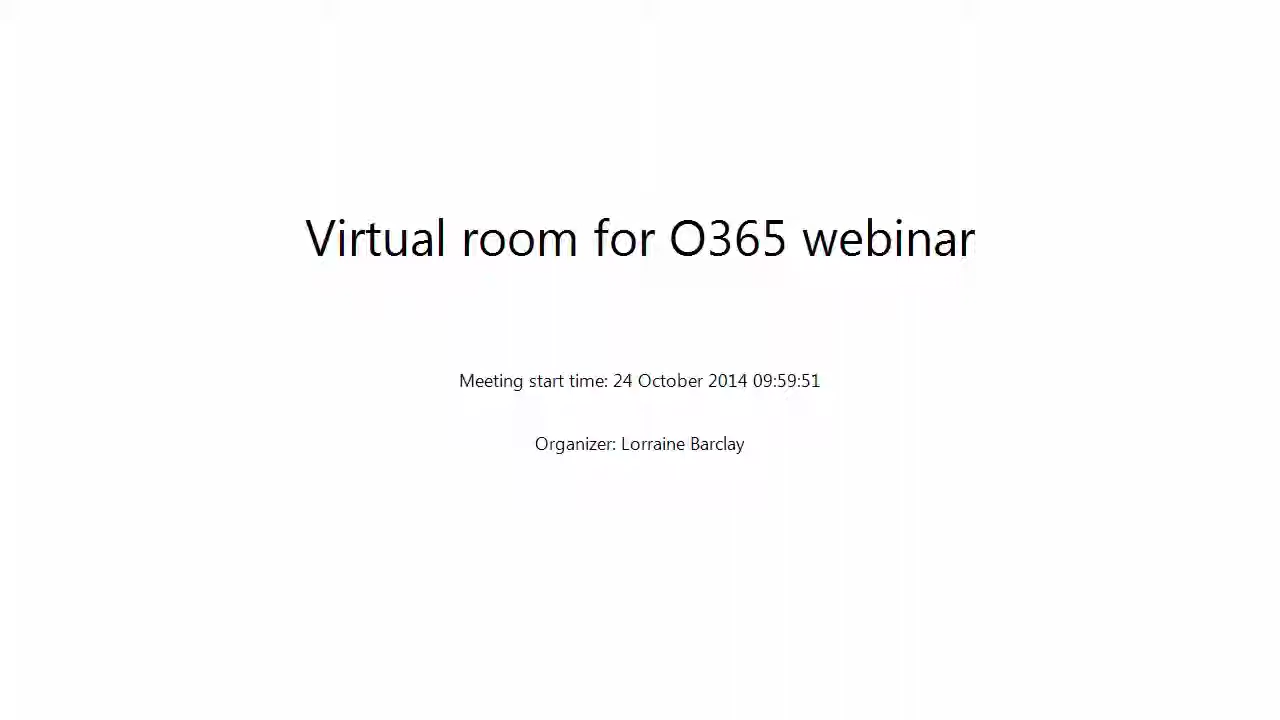 Virtual room for O365 webinar
Meeting start time: 24 October 2014 09:59:51
Organizer: Lorraine Barclay